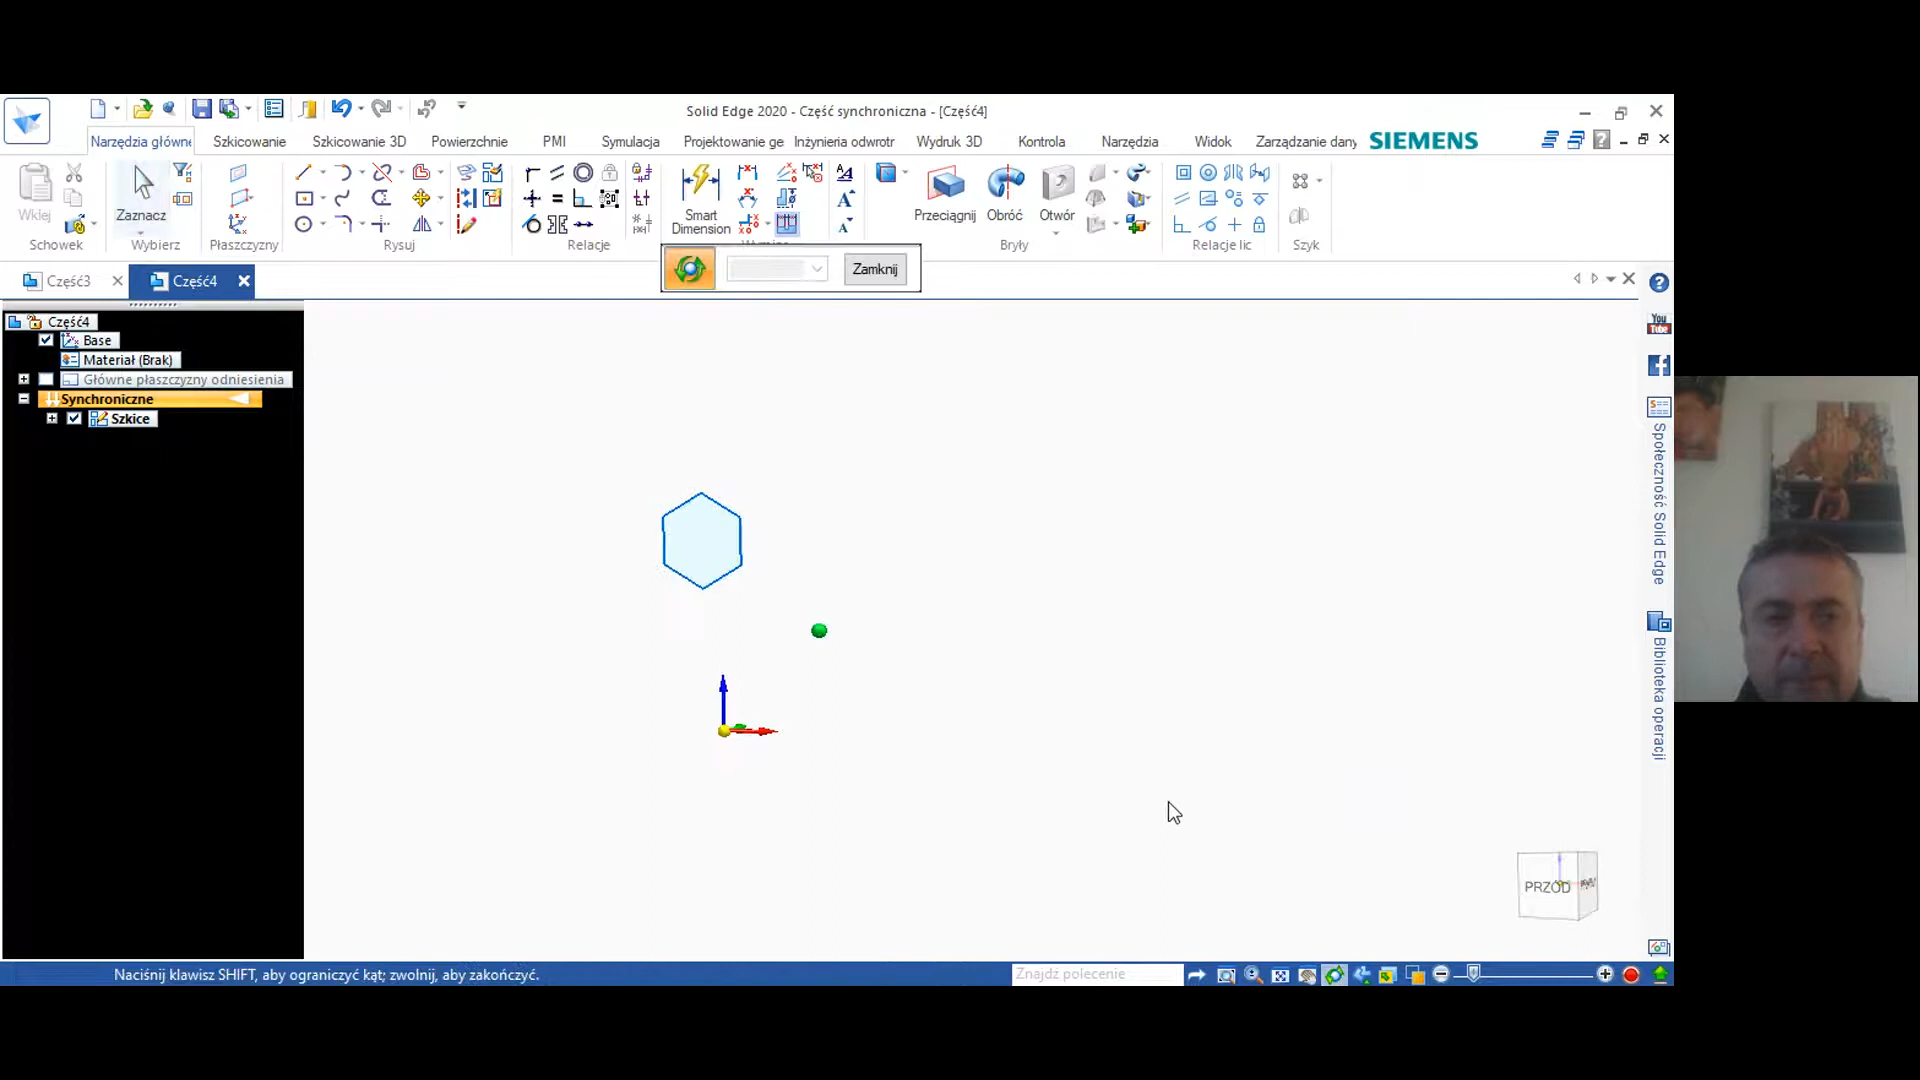 Solid Edge 2020 - Część synchroniczna - [Część4]
Narzędzia główne
Szkicowanie
Szkicowanie 3D
Powierzchnie
PMI
Symulacja
Projektowanie ge
Inżynieria odwrotr
Wydruk 3D
Kontrola
Narzędzia
Widok
Zarządzanie dany
SIEMENS
Wklej
Zaznacz
Smart
Dimension
Przeciągnij
Obróć
Otwór
Schowek
Wybierz
Płaszczyzny
Rysuj
Relacje
Bryły
Relacje lic
Szyk
Zamknij
Część3
Część4
Część4
Base
Materiał (Brak)
Główne płaszczyzny odniesienia
Synchroniczne
Szkice
You
Tube
Społeczność Solid Edge
Biblioteka operacji
PRZÓD
Naciśnij klawisz SHIFT, aby ograniczyć kąt; zwolnij, aby zakończyć.
Znajdź polecenie